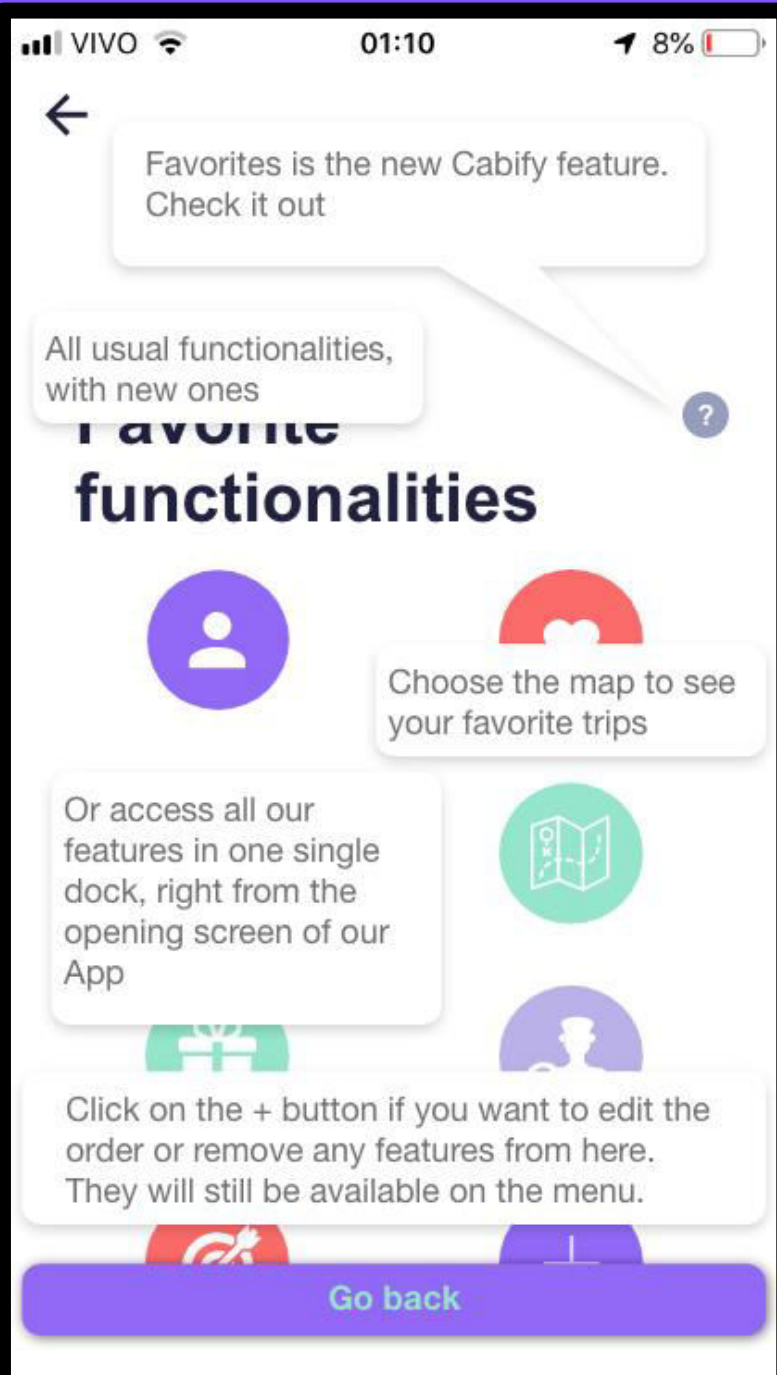 VIVO 01:10 8%
Favorites is the new Cabify feature.
Check it out
All usual functionalities,
with new ones
?
Favorite
functionalities
Choose the map to see
your favorite trips
Or access all our
features in one single
dock, right from the
opening screen of our
App
Click on the + button if you want to edit the
order or remove any features from here.
They will still be available on the menu.
Go back